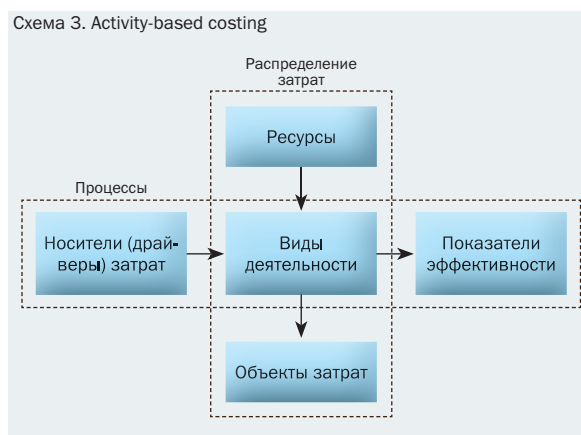 Схема 3. Activity-based costing
Распределение
затрат
Ресурсы
Процессы
Носители (драй-
веры) затрат
Виды
деятельности
Показатели
эффективности
Объекты затрат